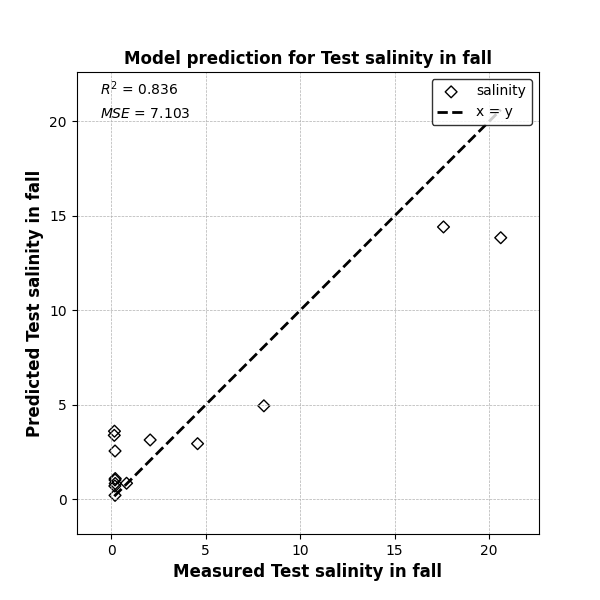 Model prediction for Test salinity in fall
R² = 0.836
MSE = 7.103
salinity
x = y
20
15
10
5
0
Predicted Test salinity in fall
0 5 10 15 20
Measured Test salinity in fall